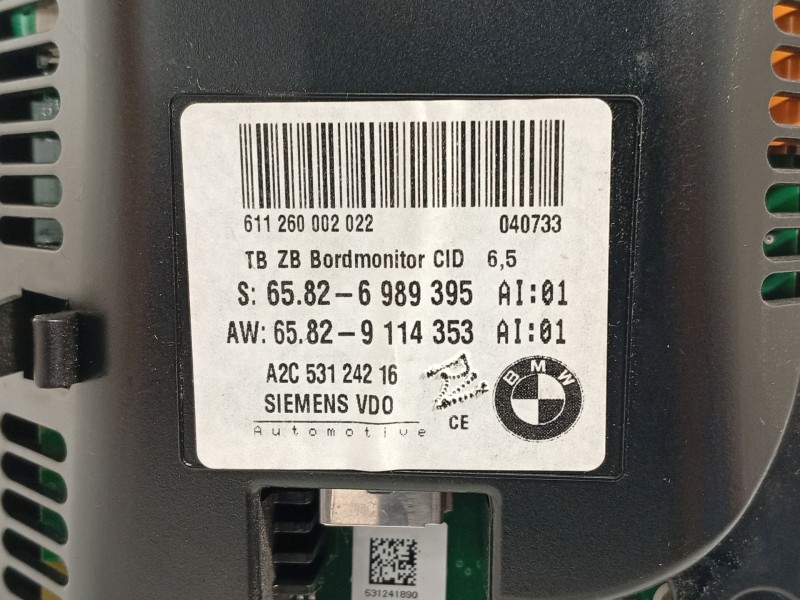 611 260 002 022 040733
TB ZB Bordmonitor CID 6,5
S: 65.82-6 989 395 AI:01
AW: 65.82-9 114 353 AI:01
A2C 531 242 16
SIEMENS VDO
Automotive
CE
BMW
631241890